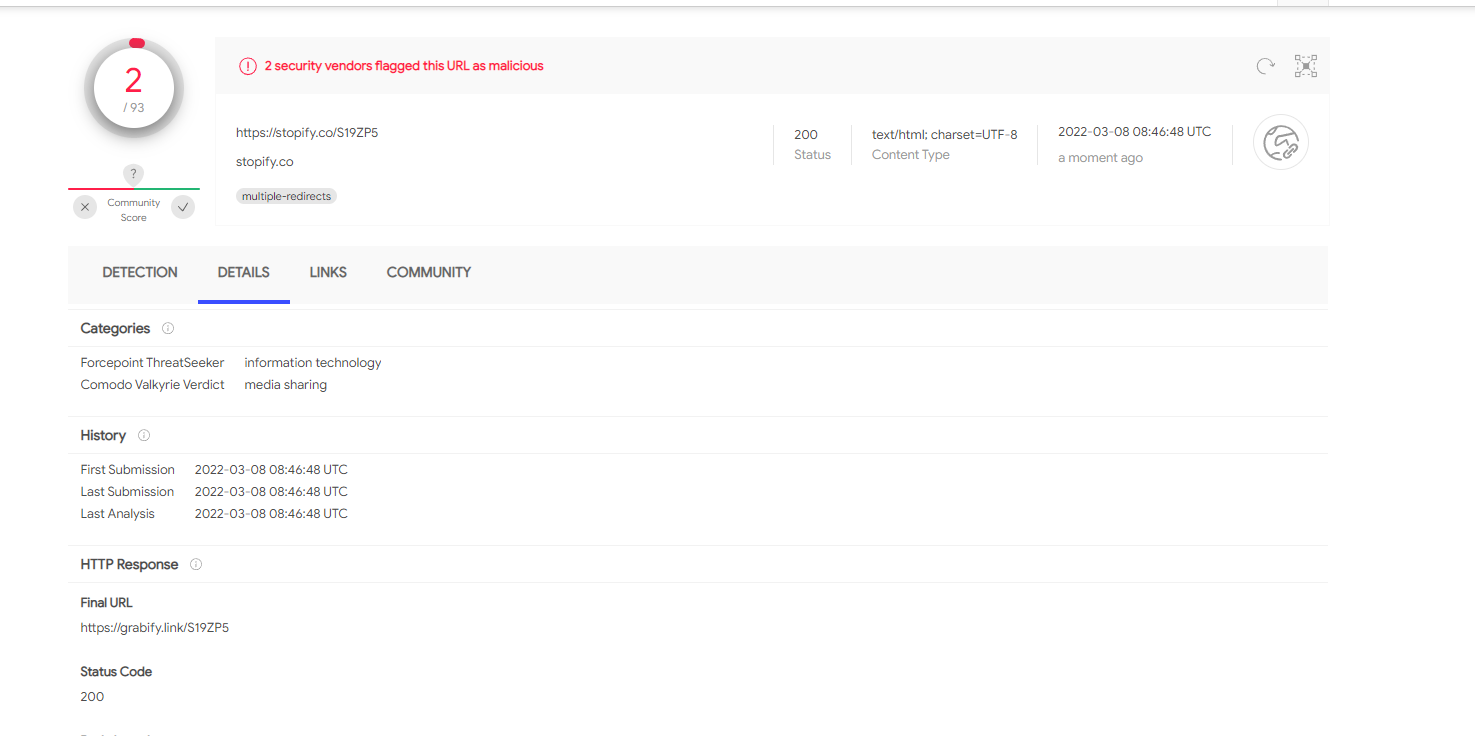 2
/ 93
?
Community
Score
2 security vendors flagged this URL as malicious
https://stopify.co/S19ZP5
stopify.co
multiple-redirects
200
Status
text/html; charset=UTF-8
Content Type
2022-03-08 08:46:48 UTC
a moment ago
DETECTION DETAILS LINKS COMMUNITY
Categories
Forcepoint ThreatSeeker information technology
Comodo Valkyrie Verdict media sharing
History
First Submission 2022-03-08 08:46:48 UTC
Last Submission 2022-03-08 08:46:48 UTC
Last Analysis 2022-03-08 08:46:48 UTC
HTTP Response
Final URL
https://grabify.link/S19ZP5
Status Code
200